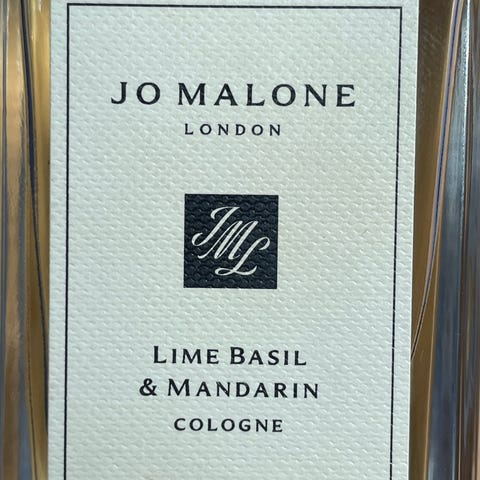 JO MALONE
LONDON
JML
LIME BASIL
& MANDARIN
COLOGNE